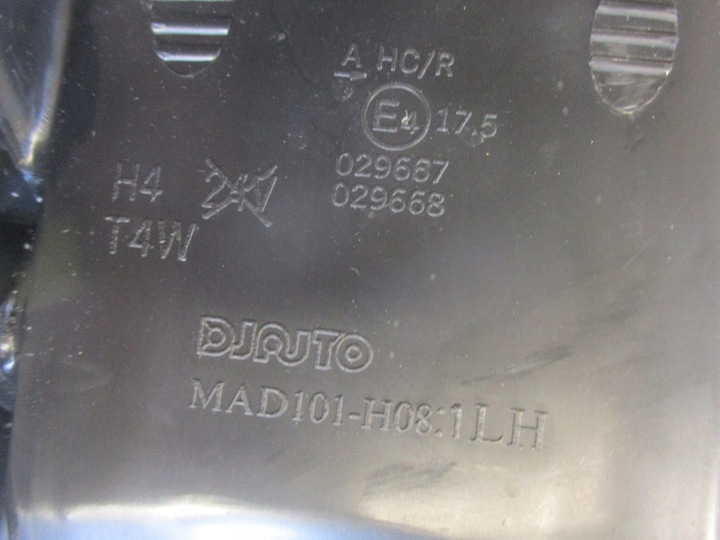 A HC/R
E4 17.5
029667
029668
H4
T4W
DJAUTO
MAD101-H08:1LH